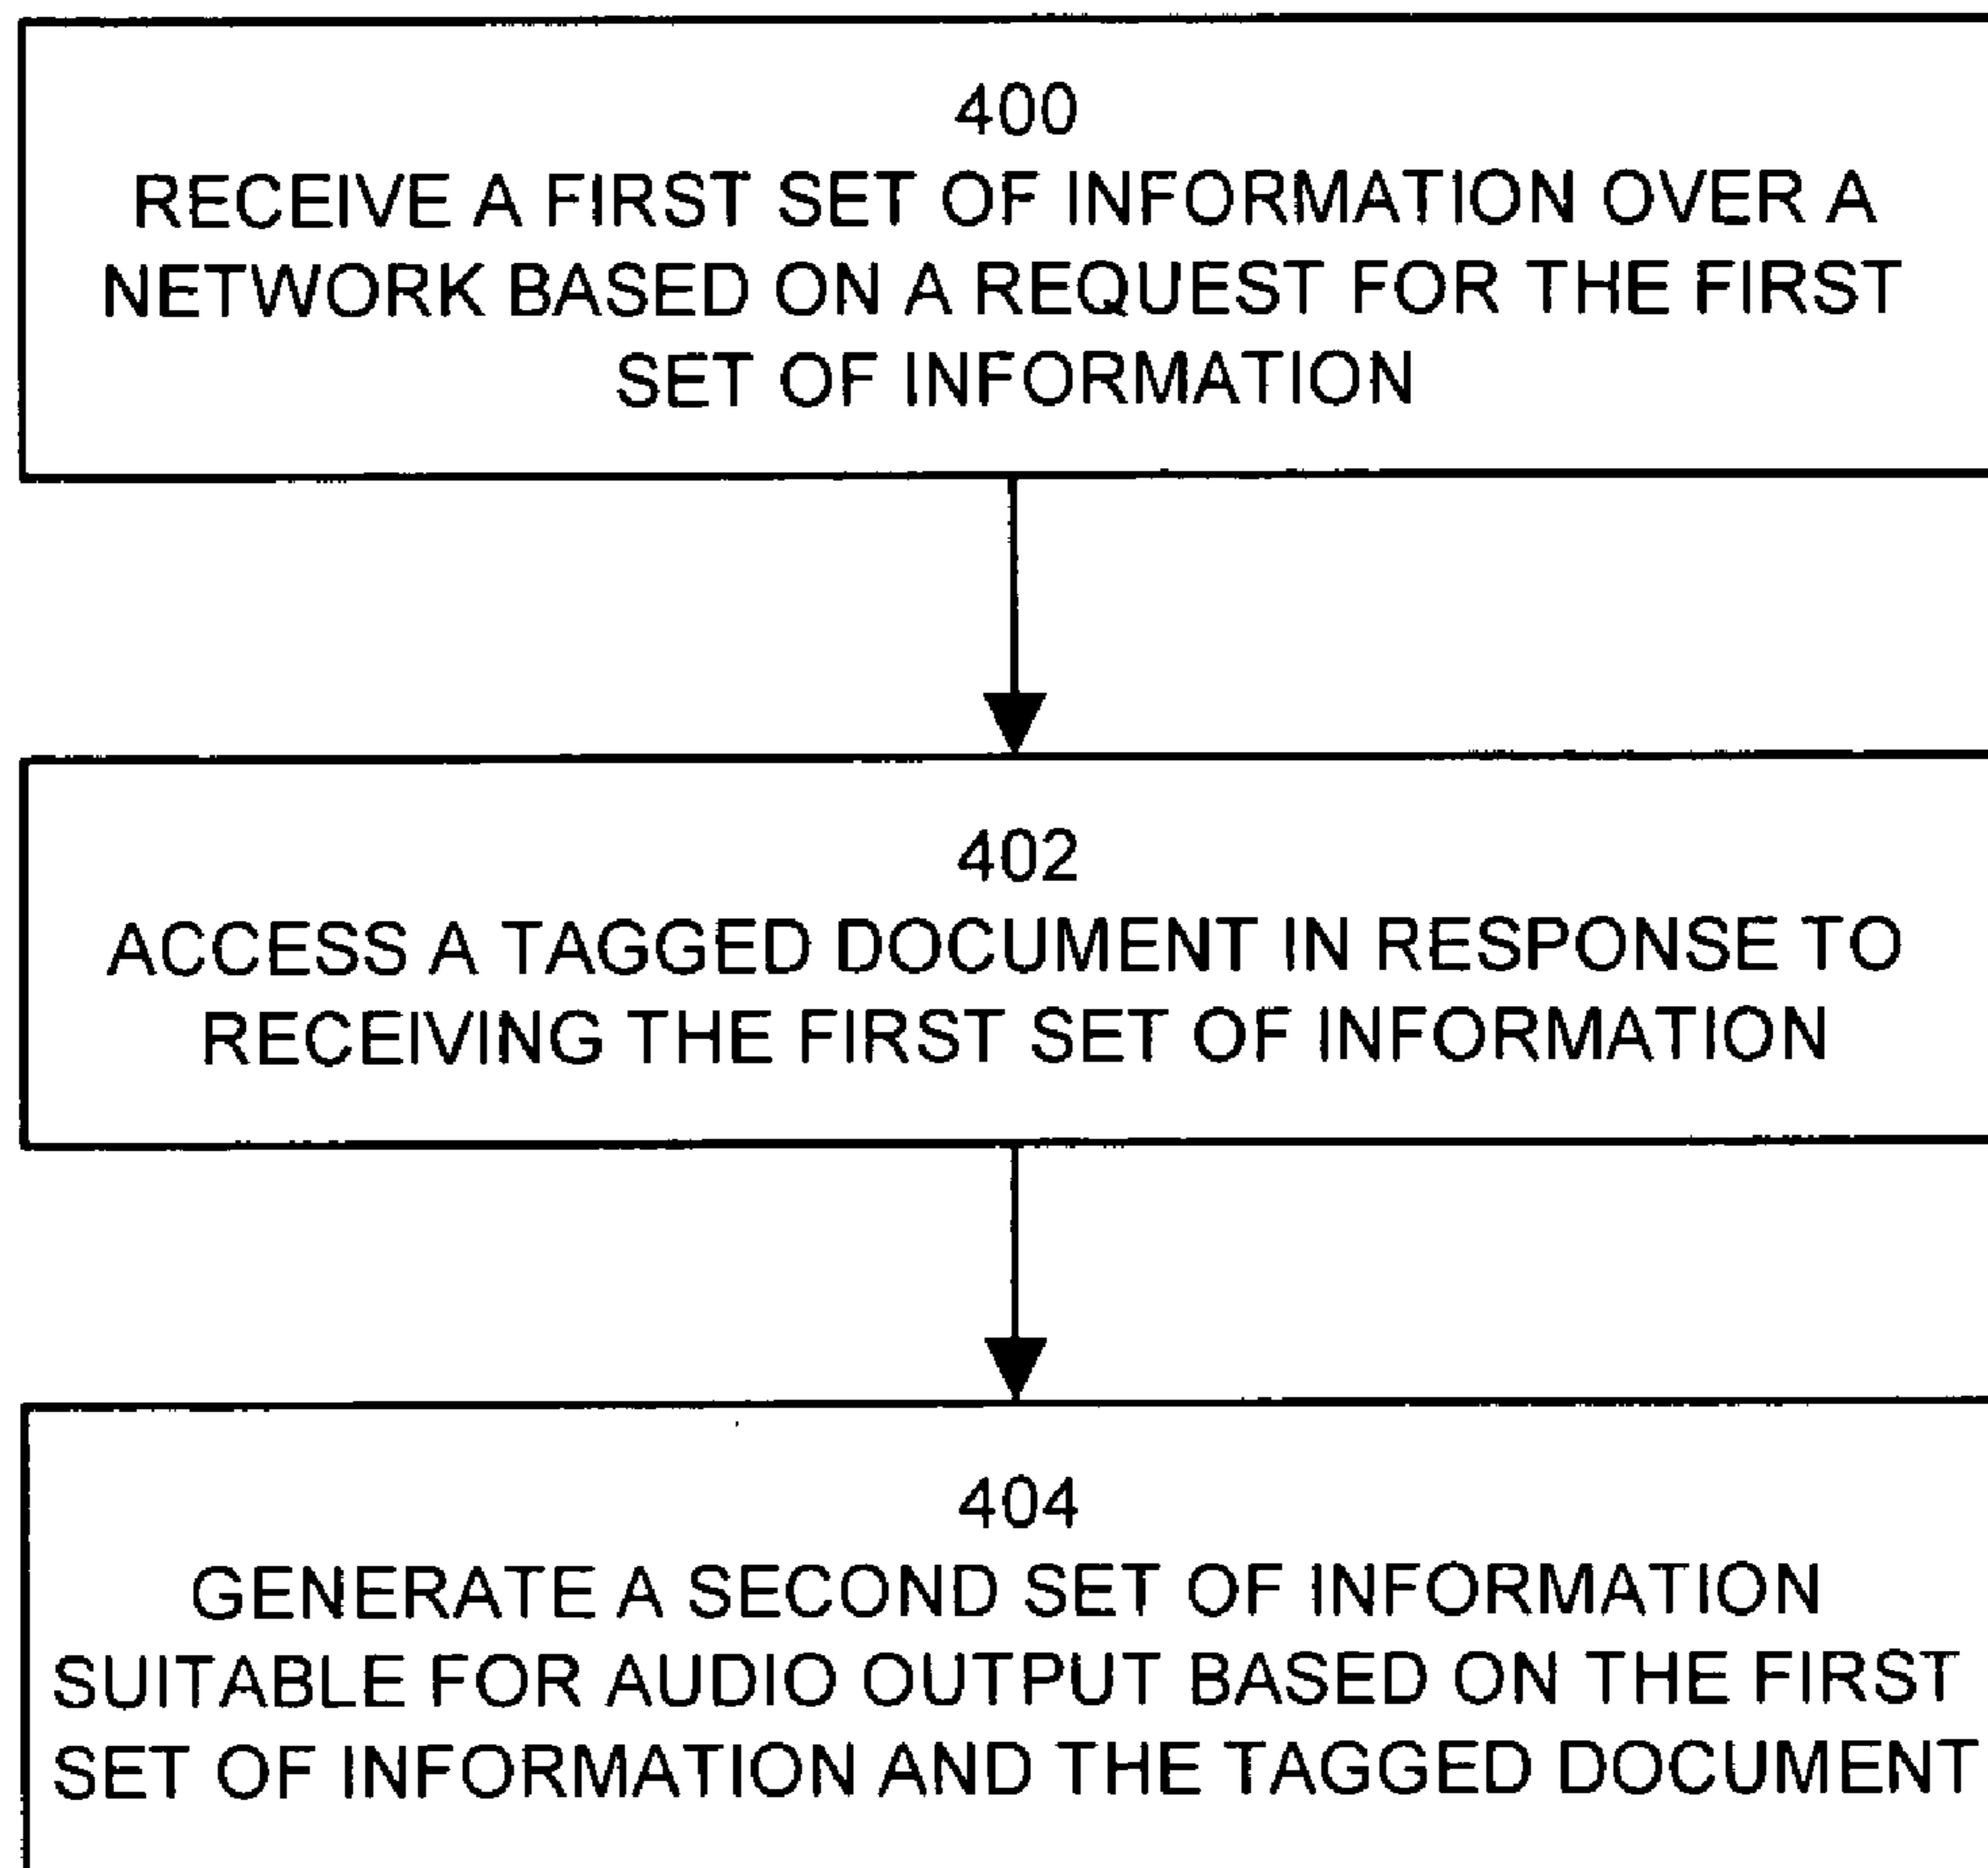 400
RECEIVE A FIRST SET OF INFORMATION OVER A
NETWORK BASED ON A REQUEST FOR THE FIRST
SET OF INFORMATION
402
ACCESS A TAGGED DOCUMENT IN RESPONSE TO
RECEIVING THE FIRST SET OF INFORMATION
404
GENERATE A SECOND SET OF INFORMATION
SUITABLE FOR AUDIO OUTPUT BASED ON THE FIRST
SET OF INFORMATION AND THE TAGGED DOCUMENT